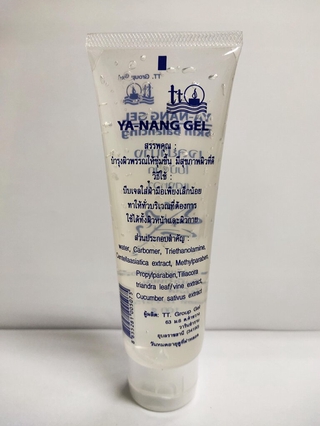 TT. Group Gel
YA-NANG GEL
สรรพคุณ :
บำรุงผิวพรรณให้ชุ่มชื้น มีสุขภาพผิวที่ดี
วิธีใช้ :
บีบเจลใส่ฝ่ามือเพียงเล็กน้อย
ทาให้ทั่วบริเวณที่ต้องการ
ใช้ได้ทั้งผิวหน้าและผิวกาย
ส่วนประกอบสำคัญ :
water, Carbomer, Triethanolamine,
Centellaasiatica extract, Methylparaben,
Propylparaben,Tiliacora
triandra leaf/vine extract,
Cucumber sativus extract
ผู้ผลิต: TT. Group Gel